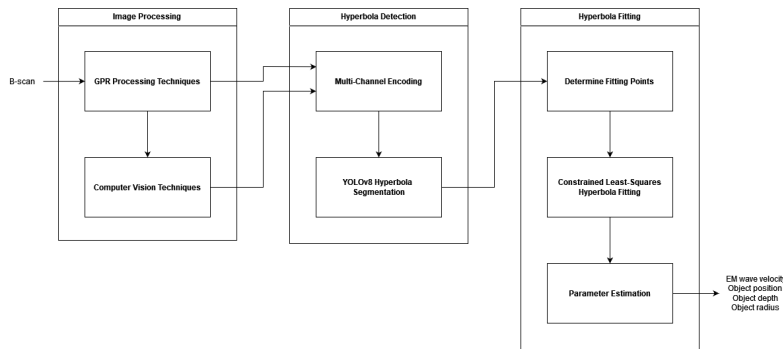 Image Processing
B-scan
GPR Processing Techniques
Computer Vision Techniques
Hyperbola Detection
Multi-Channel Encoding
YOLOv8 Hyperbola
Segmentation
Hyperbola Fitting
Determine Fitting Points
Constrained Least-Squares
Hyperbola Fitting
Parameter Estimation
EM wave velocity
Object position
Object depth
Object radius